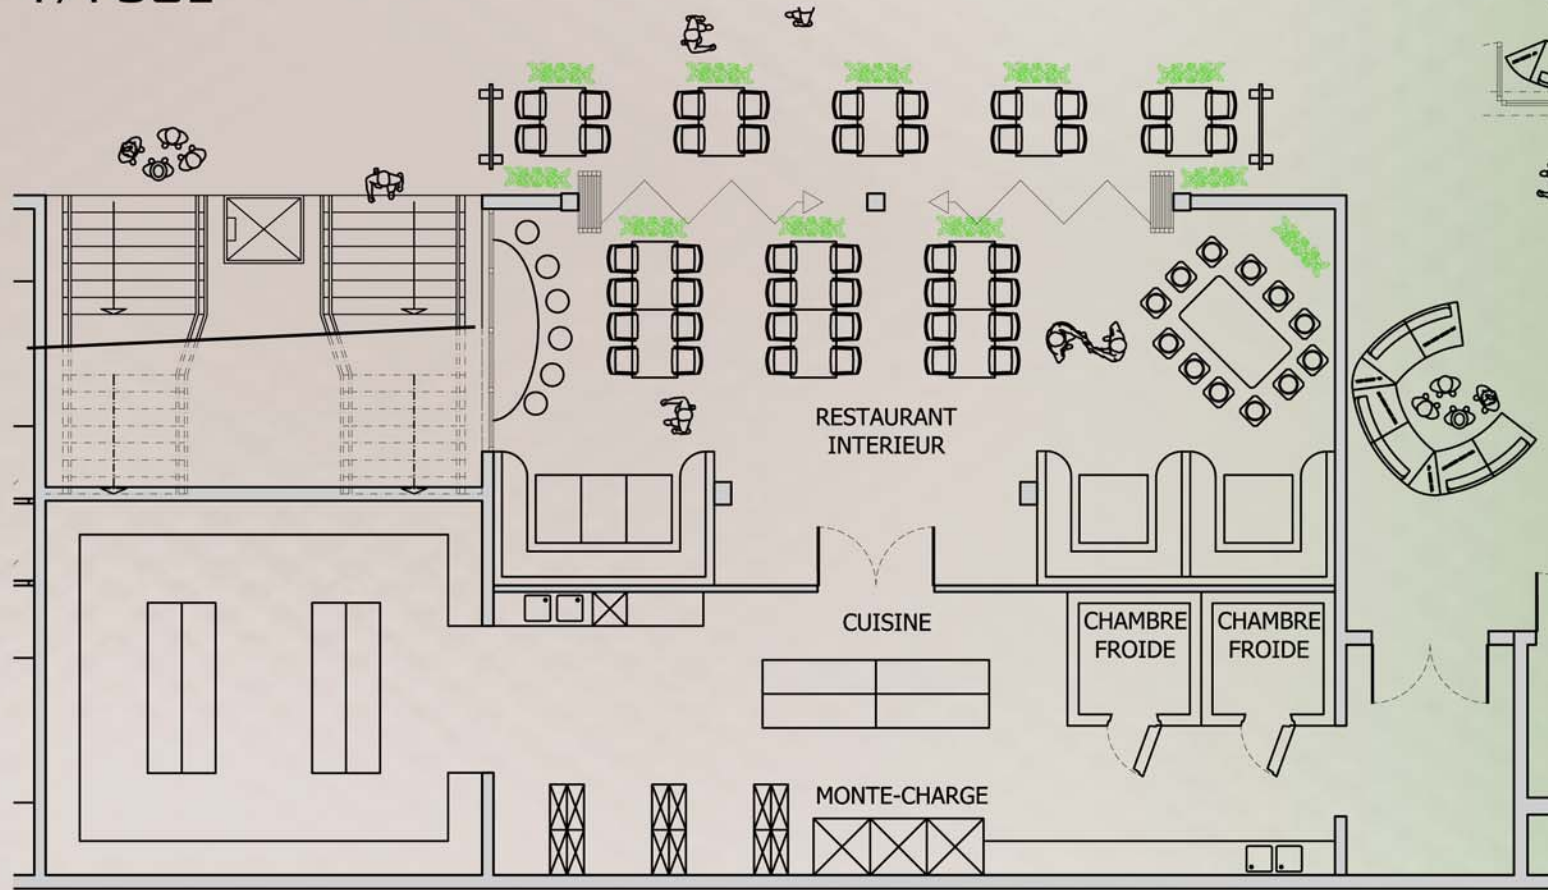 RESTAURANT
INTERIEUR
CUISINE
CHAMBRE
FROIDE
CHAMBRE
FROIDE
MONTE-CHARGE